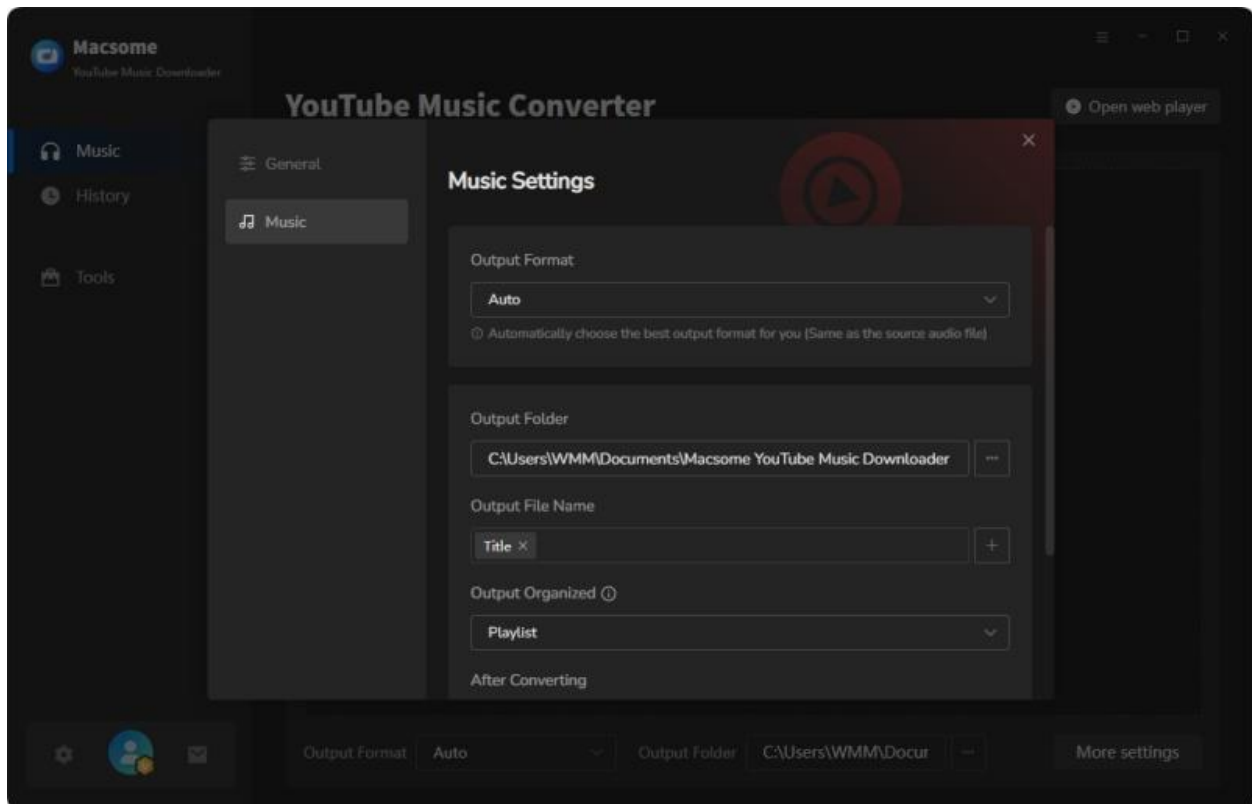 Macsome
YouTube Music Downloader
YouTube Music Converter
Open web player
Music
History
Tools
General
Music
Music Settings
Output Format
Auto
Automatically choose the best output format for you (Same as the source audio file)
Output Folder
C:\Users\WMM\Documents\Macsome YouTube Music Downloader
Output File Name
Title
Output Organized
Playlist
After Converting
Output Format
Auto
Output Folder
C:\Users\WMM\Docur
More settings